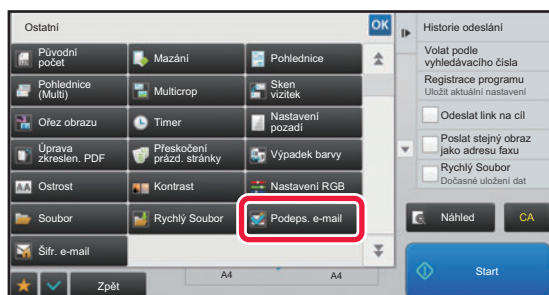 Ostatní
OK
Původní
počet
Mazání
Pohlednice
Pohlednice
(Multi)
Multicrop
Sken
vizitek
Ořez obrazu
Timer
Nastavení
pozadí
Úprava
zkreslen. PDF
Přeskočení
prázd. stránky
Výpadek barvy
AA
Ostrost
Kontrast
Nastavení RGB
Soubor
Rychlý Soubor
Podeps. e-mail
Šifr. e-mail
Zpět
A4
A4
Historie odeslání
Volat podle
vyhledávacího čísla
Registrace programu
Uložit aktuální nastavení
Odeslat link na cíl
Poslat stejný obraz
jako adresu faxu
Rychlý Soubor
Dočasné uložení dat
Náhled
CA
Start